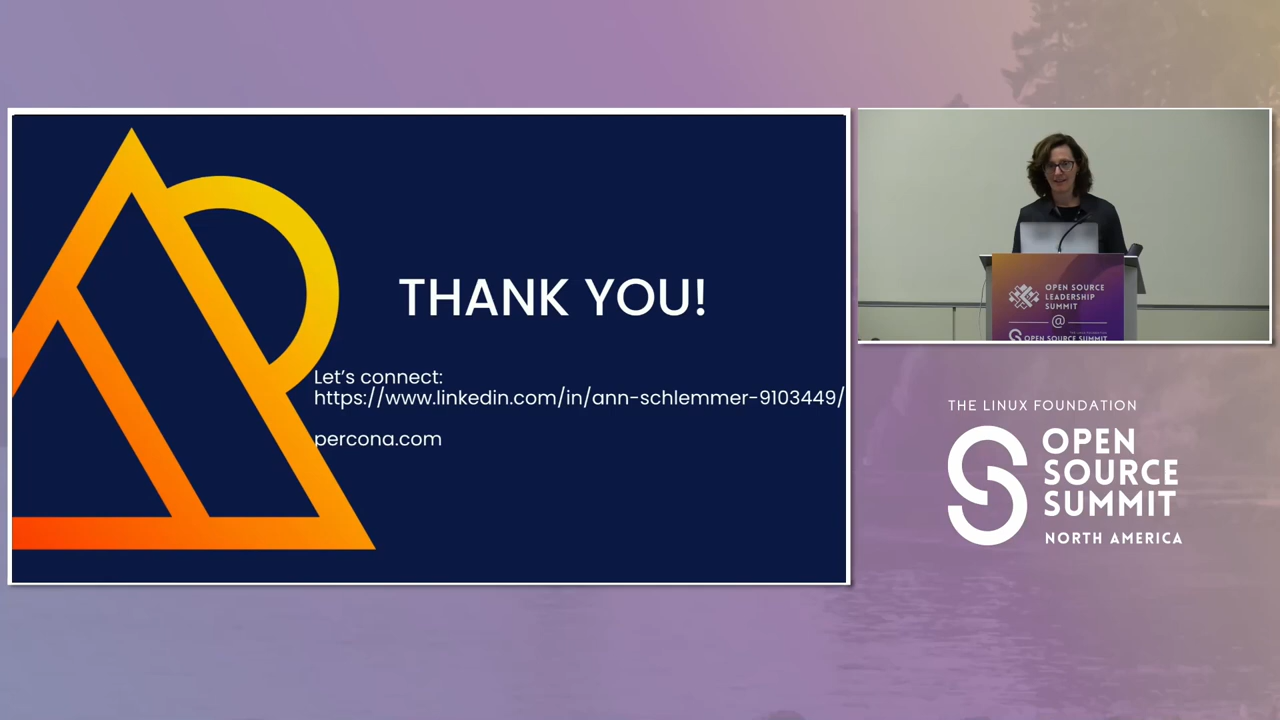 THANK YOU!
Let's connect:
https://www.linkedin.com/in/ann-schlemmer-9103449/
percona.com
OPEN SOURCE
LEADERSHIP
SUMMIT
@
OPEN SOURCE SUMMIT
THE LINUX FOUNDATION
OPEN
SOURCE
SUMMIT
NORTH AMERICA